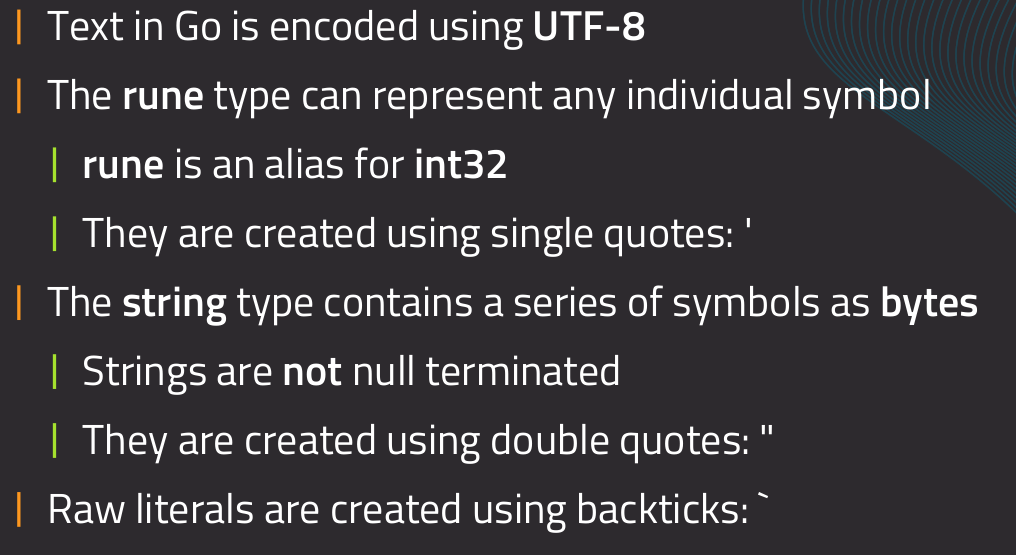 Text in Go is encoded using UTF-8
The rune type can represent any individual symbol
rune is an alias for int32
They are created using single quotes: '
The string type contains a series of symbols as bytes
Strings are not null terminated
They are created using double quotes: "
Raw literals are created using backticks: `